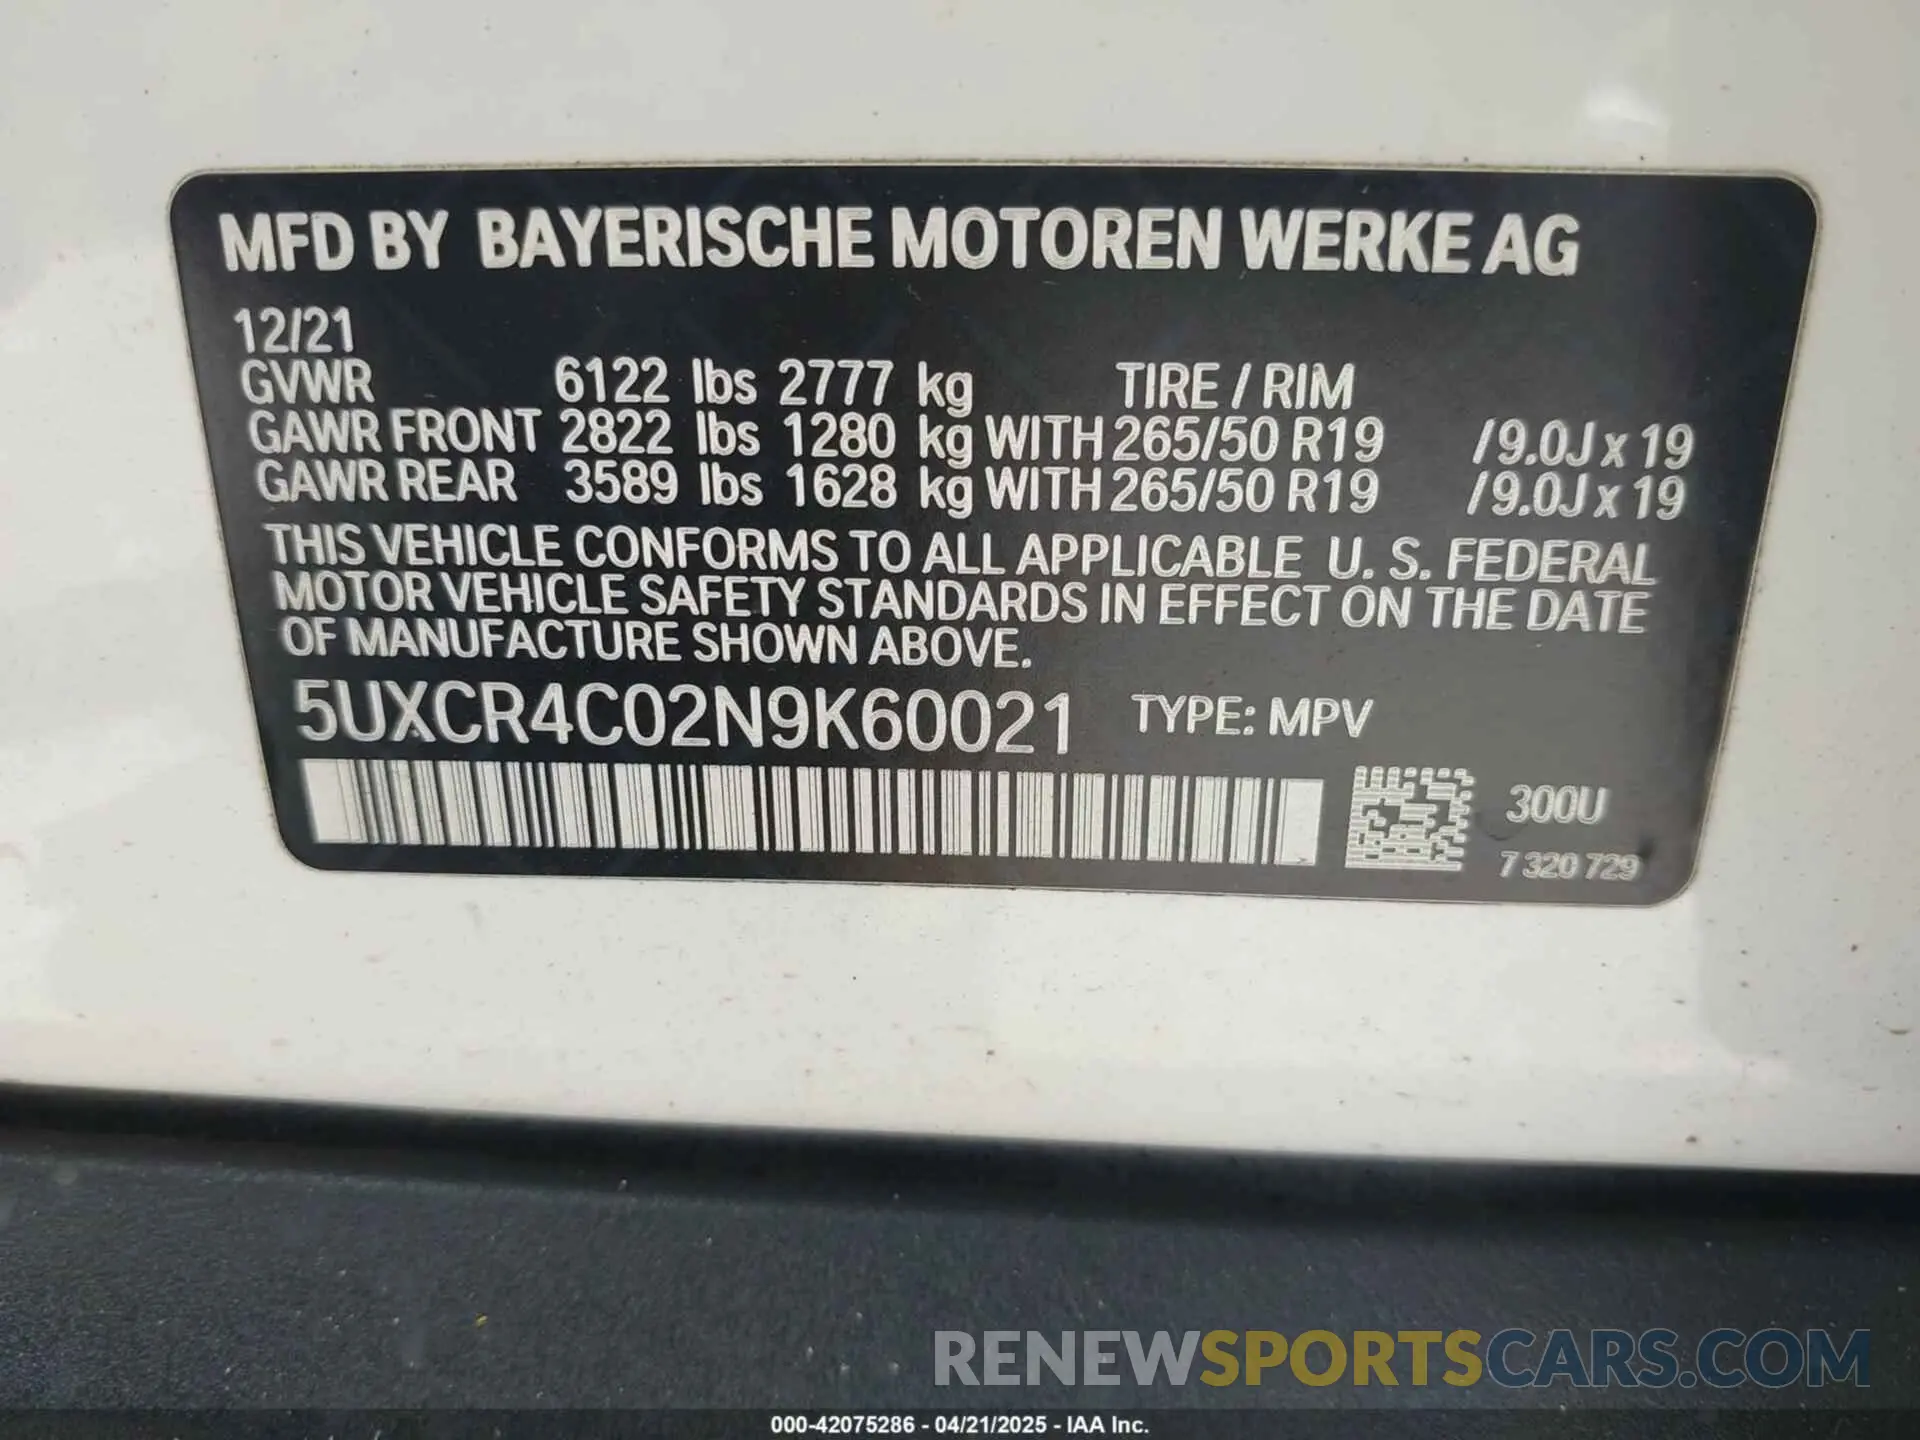 MFD BY BAYERISCHE MOTOREN WERKE AG
12/21
GVWR 6122 lbs 2777 kg TIRE / RIM
GAWR FRONT 2822 lbs 1280 kg WITH 265/50 R19 /9.0J x 19
GAWR REAR 3589 lbs 1628 kg WITH 265/50 R19 /9.0J x 19
THIS VEHICLE CONFORMS TO ALL APPLICABLE U. S. FEDERAL
MOTOR VEHICLE SAFETY STANDARDS IN EFFECT ON THE DATE
OF MANUFACTURE SHOWN ABOVE.
5UXCR4C02N9K60021 TYPE: MPV
300U
7 320 729
RENEWSPORTSCARS.COM
000-42075286 - 04/21/2025 - IAA Inc.